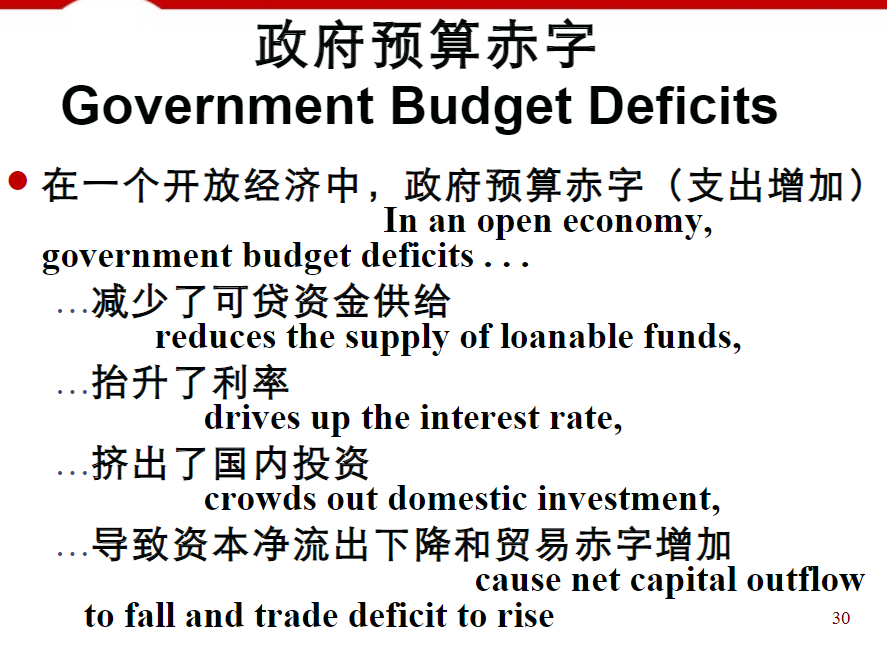 政府预算赤字
Government Budget Deficits
在一个开放经济中，政府预算赤字（支出增加）
In an open economy,
government budget deficits . . .
…减少了可贷资金供给
reduces the supply of loanable funds,
…抬升了利率
drives up the interest rate,
…挤出了国内投资
crowds out domestic investment,
…导致资本净流出下降和贸易赤字增加
cause net capital outflow
to fall and trade deficit to rise
30